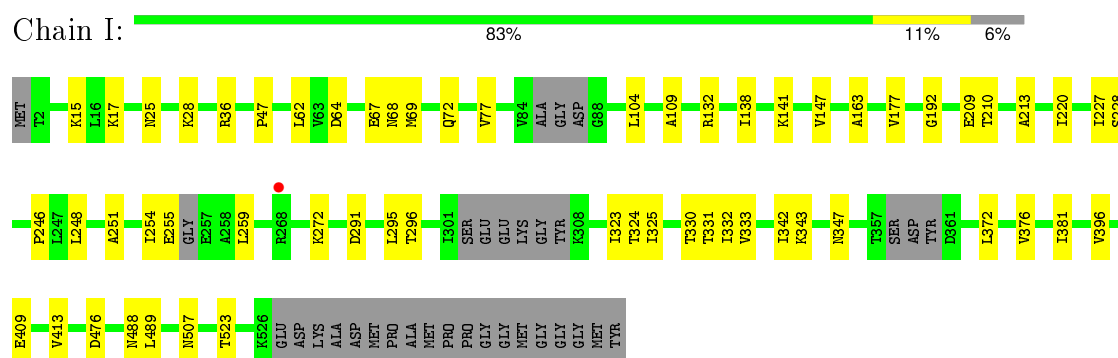 Chain I:
83% 11% 6%
MET T2 K15 L16 K17 N25 K28 R36 P47 L62 V63 D64 E67 N68 M69 Q72 V77 V84 ALA GLY ASP G88 L104 A109 R132 I138 K141 V147 A163 V177 G192 E209 T210 A213 I220 I227 S228
P246 L247 L248 A251 I254 E255 GLY E257 A258 L259 R268 K272 D291 L295 T296 I301 SER GLU GLU LYS GLY TYR K308 I323 T324 I325 T330 T331 I332 V333 I342 K343 N347 T357 SER ASP TYR D361 L372 V376 I381 V396
E409 V413 D476 N488 L489 N507 T523 K526 GLU ASP LYS ALA ASP MET PRO ALA MET PRO PRO GLY GLY MET GLY GLY GLY MET TYR